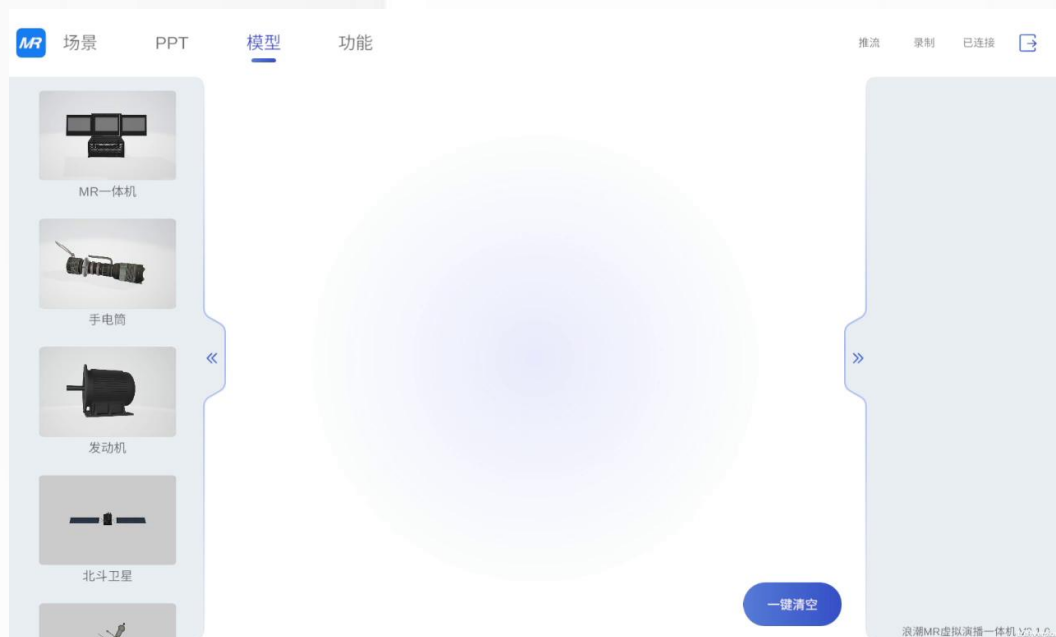 MR
场景
PPT
模型
功能
推流
录制
已连接
MR一体机
手电筒
发动机
北斗卫星
一键清空
浪潮MR虚拟演播一体机